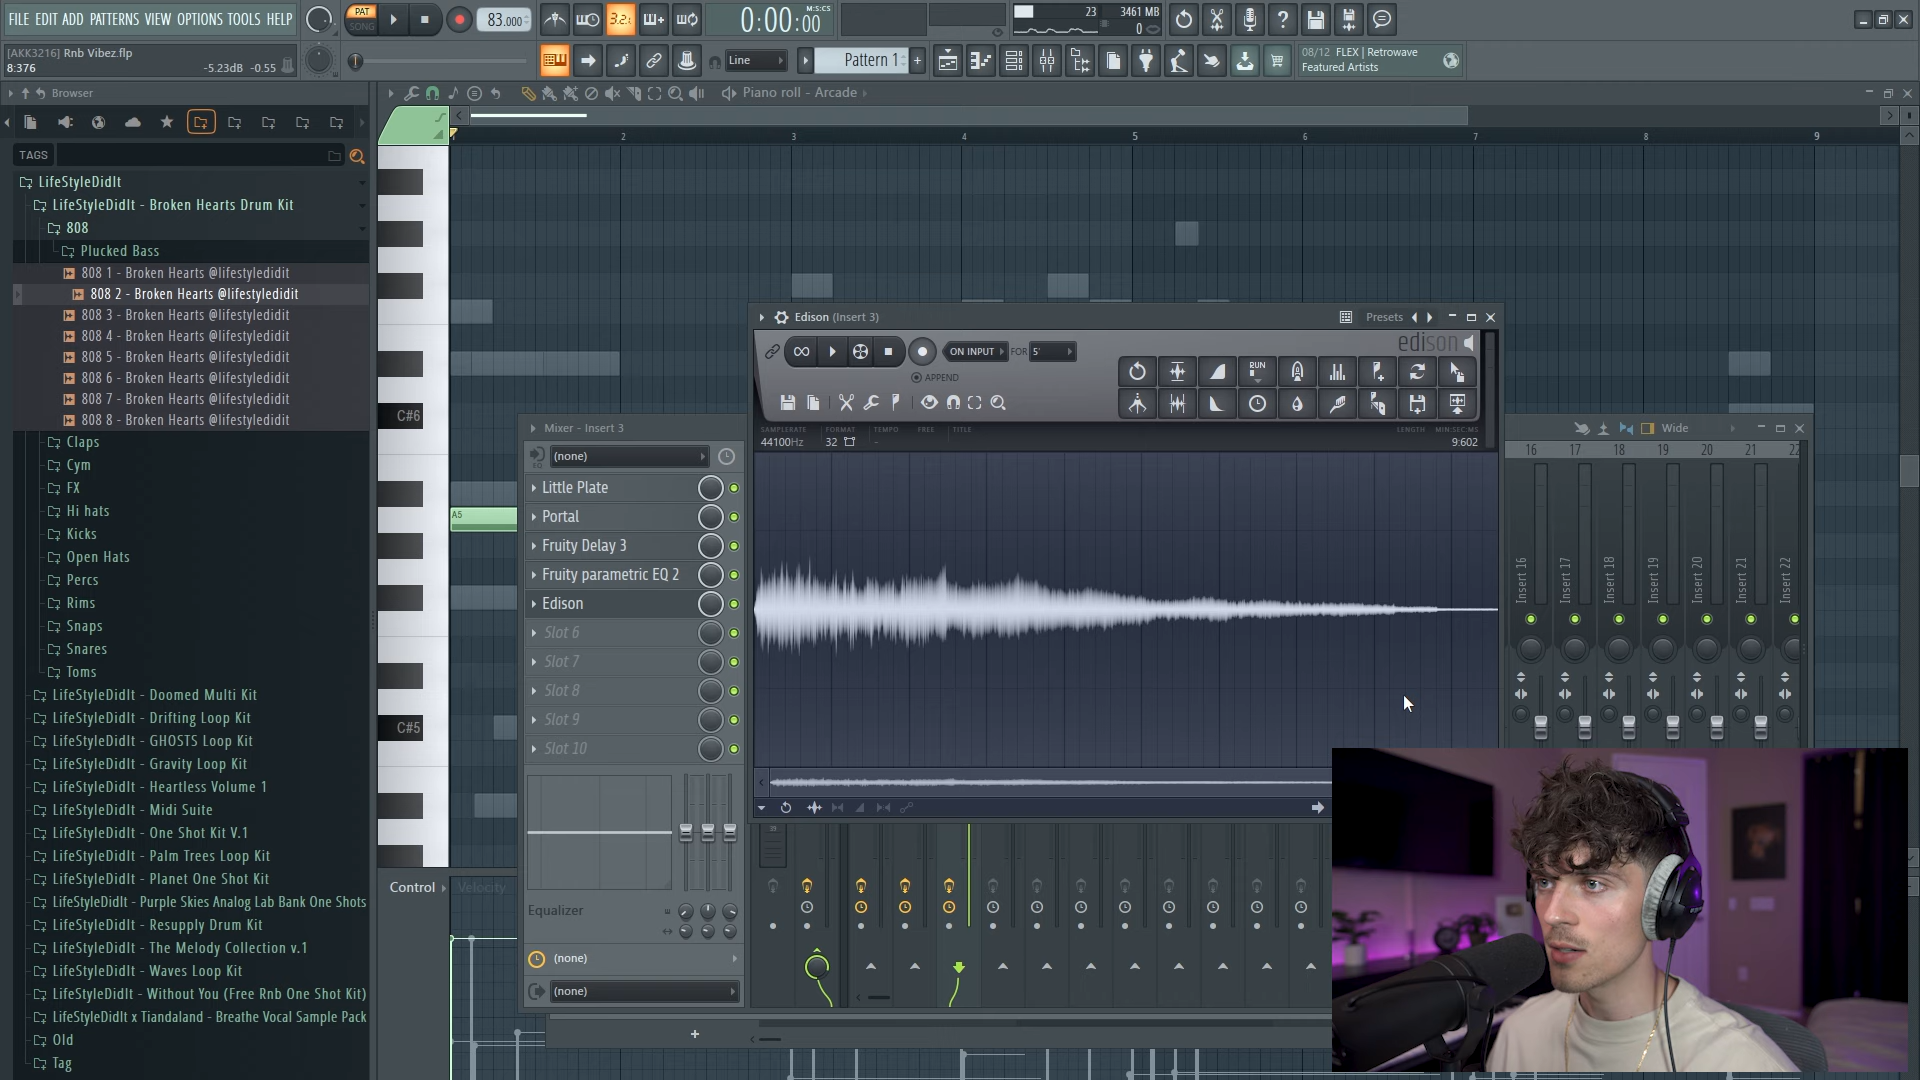 FILE EDIT ADD PATTERNS VIEW OPTIONS TOOLS HELP
PAT
SONG
83.000
3.2.
0:00:00
M:S:CS
23
3461 MB
0
[AKK3216] Rnb Vibez.flp
8:376
-5.23dB -0.55
Line
Pattern 1
+
08/12 FLEX | Retrowave
Featured Artists
Browser
Piano roll - Arcade
TAGS
2 3 4 5 6 7 8 9
LifeStyleDidIt
LifeStyleDidIt - Broken Hearts Drum Kit
808
Plucked Bass
808 1 - Broken Hearts @lifestyledidit
808 2 - Broken Hearts @lifestyledidit
808 3 - Broken Hearts @lifestyledidit
808 4 - Broken Hearts @lifestyledidit
808 5 - Broken Hearts @lifestyledidit
808 6 - Broken Hearts @lifestyledidit
808 7 - Broken Hearts @lifestyledidit
808 8 - Broken Hearts @lifestyledidit
Claps
Cym
FX
Hi hats
Kicks
Open Hats
Percs
Rims
Snaps
Snares
Toms
LifeStyleDidIt - Doomed Multi Kit
LifeStyleDidIt - Drifting Loop Kit
LifeStyleDidIt - GHOSTS Loop Kit
LifeStyleDidIt - Gravity Loop Kit
LifeStyleDidIt - Heartless Volume 1
LifeStyleDidIt - Midi Suite
LifeStyleDidIt - One Shot Kit V.1
LifeStyleDidIt - Palm Trees Loop Kit
LifeStyleDidIt - Planet One Shot Kit
LifeStyleDidIt - Purple Skies Analog Lab Bank One Shots
LifeStyleDidIt - Resupply Drum Kit
LifeStyleDidIt - The Melody Collection v.1
LifeStyleDidIt - Waves Loop Kit
LifeStyleDidIt - Without You (Free Rnb One Shot Kit)
LifeStyleDidIt x Tiandaland - Breathe Vocal Sample Pack
Old
Tag
C#6
A5
C#5
Control
Velocity
Mixer - Insert 3
(none)
EQ
Little Plate
Portal
Fruity Delay 3
Fruity parametric EQ 2
Edison
Slot 6
Slot 7
Slot 8
Slot 9
Slot 10
Equalizer
(none)
(none)
+
Edison (Insert 3)
Presets
edison
ON INPUT
FOR
5'
APPEND
RUN
SAMPLERATE
44100Hz
FORMAT
32
TEMPO
-
FREE
TITLE
LENGTH
MIN:SEC:MS
9:602
Wide
16 17 18 19 20 21 22
Insert 16
Insert 17
Insert 18
Insert 19
Insert 20
Insert 21
Insert 22